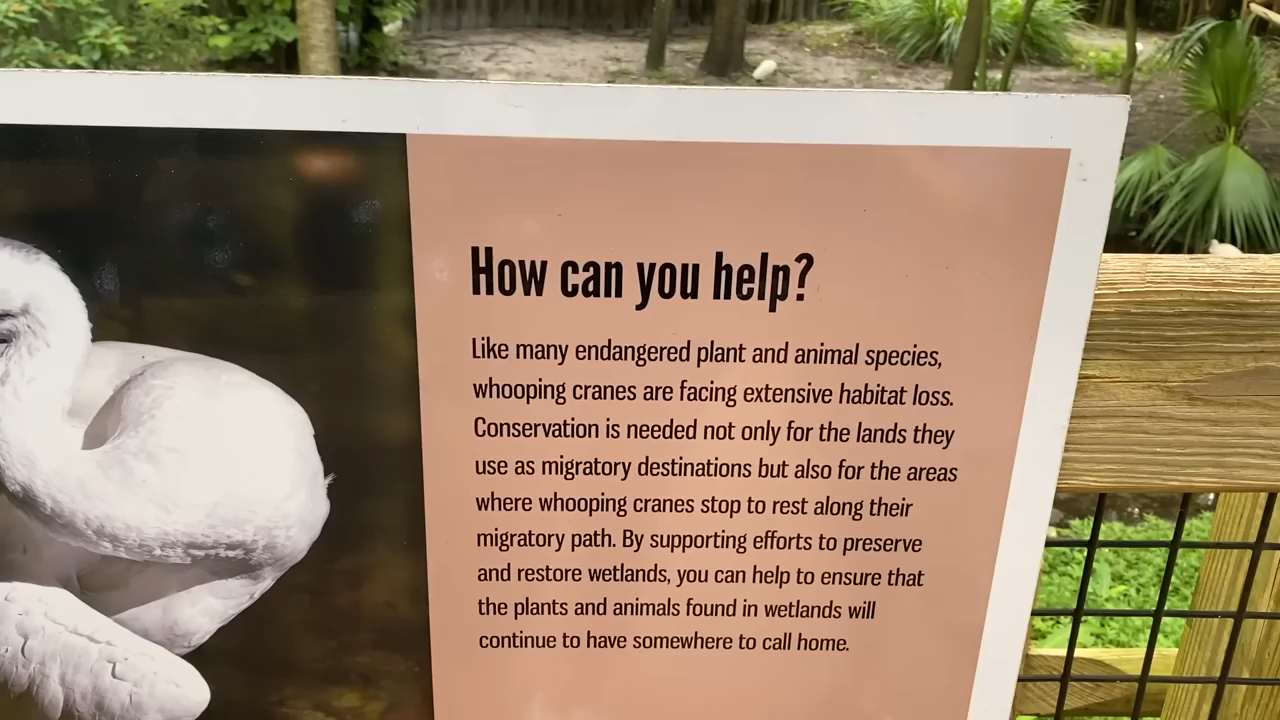 How can you help?
Like many endangered plant and animal species,
whooping cranes are facing extensive habitat loss.
Conservation is needed not only for the lands they
use as migratory destinations but also for the areas
where whooping cranes stop to rest along their
migratory path. By supporting efforts to preserve
and restore wetlands, you can help to ensure that
the plants and animals found in wetlands will
continue to have somewhere to call home.